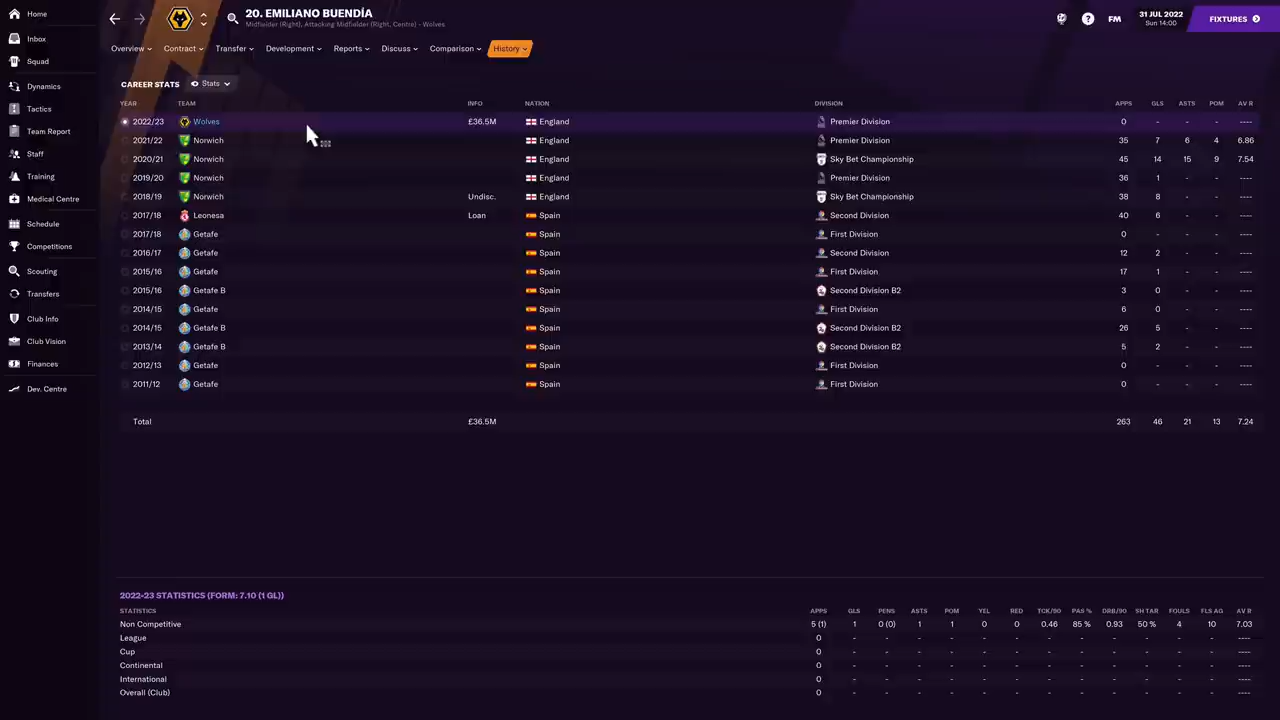 Home
20. EMILIANO BUENDÍA
Midfielder (Right), Attacking Midfielder (Right, Centre) - Wolves
FM
31 JUL 2022
Sun 14:00
FIXTURES
Inbox
Squad
Dynamics
Tactics
Team Report
Staff
Training
Medical Centre
Schedule
Competitions
Scouting
Transfers
Club Info
Club Vision
Finances
Dev. Centre
Overview Contract Transfer Development Reports Discuss Comparison History
CAREER STATS Stats
YEAR TEAM INFO NATION DIVISION APPS GLS ASTS POM AV R
2022/23 Wolves £36.5M England Premier Division 0 - - - ----
2021/22 Norwich England Premier Division 35 7 6 4 6.86
2020/21 Norwich England Sky Bet Championship 45 14 15 9 7.54
2019/20 Norwich England Premier Division 36 1 - - ----
2018/19 Norwich Undisc. England Sky Bet Championship 38 8 - - ----
2017/18 Leonesa Loan Spain Second Division 40 6 - - ----
2017/18 Getafe Spain First Division 0 - - - ----
2016/17 Getafe Spain Second Division 12 2 - - ----
2015/16 Getafe Spain First Division 17 1 - - ----
2015/16 Getafe B Spain Second Division B2 3 0 - - ----
2014/15 Getafe Spain First Division 6 0 - - ----
2014/15 Getafe B Spain Second Division B2 26 5 - - ----
2013/14 Getafe B Spain Second Division B2 5 2 - - ----
2012/13 Getafe Spain First Division 0 - - - ----
2011/12 Getafe Spain First Division 0 - - - ----
Total £36.5M 263 46 21 13 7.24
2022-23 STATISTICS (FORM: 7.10 (1 GL))
STATISTICS APPS GLS PENS ASTS POM YEL RED TCK/90 PAS % DRB/90 SH TAR FOULS FLS AG AV R
Non Competitive 5 (1) 1 0 (0) 1 1 0 0 0.46 85 % 0.93 50 % 4 10 7.03
League 0 - - - - - - - - - - - - ----
Cup 0 - - - - - - - - - - - - ----
Continental 0 - - - - - - - - - - - - ----
International 0 - - - - - - - - - - - - ----
Overall (Club) 0 - - - - - - - - - - - - ----